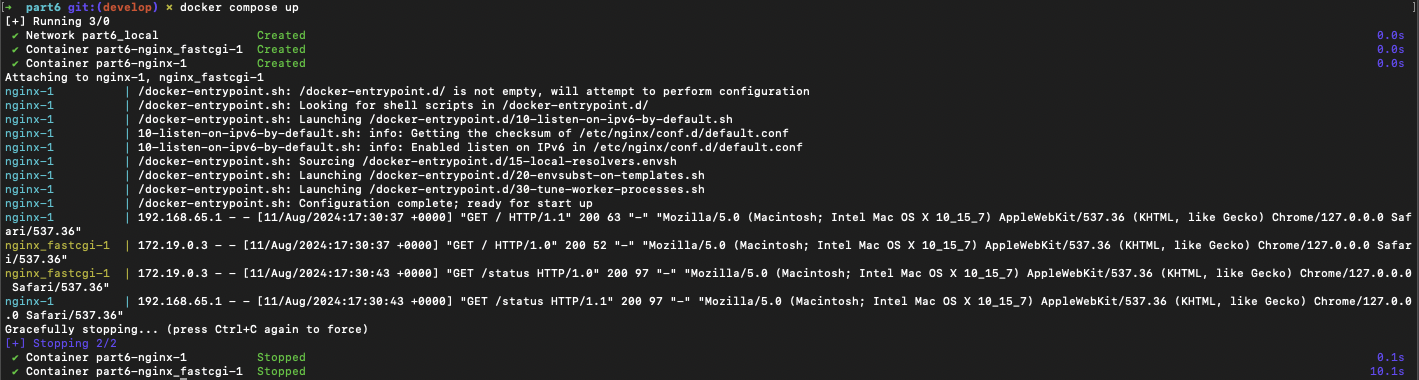 [➜  part6 git:(develop) × docker compose up ]
[+] Running 3/0
✔ Network part6_local Created 0.0s
✔ Container part6-nginx_fastcgi-1 Created 0.0s
✔ Container part6-nginx-1 Created 0.0s
Attaching to nginx-1, nginx_fastcgi-1
nginx-1 | /docker-entrypoint.sh: /docker-entrypoint.d/ is not empty, will attempt to perform configuration
nginx-1 | /docker-entrypoint.sh: Looking for shell scripts in /docker-entrypoint.d/
nginx-1 | /docker-entrypoint.sh: Launching /docker-entrypoint.d/10-listen-on-ipv6-by-default.sh
nginx-1 | 10-listen-on-ipv6-by-default.sh: info: Getting the checksum of /etc/nginx/conf.d/default.conf
nginx-1 | 10-listen-on-ipv6-by-default.sh: info: Enabled listen on IPv6 in /etc/nginx/conf.d/default.conf
nginx-1 | /docker-entrypoint.sh: Sourcing /docker-entrypoint.d/15-local-resolvers.envsh
nginx-1 | /docker-entrypoint.sh: Launching /docker-entrypoint.d/20-envsubst-on-templates.sh
nginx-1 | /docker-entrypoint.sh: Launching /docker-entrypoint.d/30-tune-worker-processes.sh
nginx-1 | /docker-entrypoint.sh: Configuration complete; ready for start up
nginx-1 | 192.168.65.1 - - [11/Aug/2024:17:30:37 +0000] "GET / HTTP/1.1" 200 63 "-" "Mozilla/5.0 (Macintosh; Intel Mac OS X 10_15_7) AppleWebKit/537.36 (KHTML, like Gecko) Chrome/127.0.0.0 Saf
ari/537.36"
nginx_fastcgi-1 | 172.19.0.3 - - [11/Aug/2024:17:30:37 +0000] "GET / HTTP/1.0" 200 52 "-" "Mozilla/5.0 (Macintosh; Intel Mac OS X 10_15_7) AppleWebKit/537.36 (KHTML, like Gecko) Chrome/127.0.0.0 Safar
i/537.36"
nginx_fastcgi-1 | 172.19.0.3 - - [11/Aug/2024:17:30:43 +0000] "GET /status HTTP/1.0" 200 97 "-" "Mozilla/5.0 (Macintosh; Intel Mac OS X 10_15_7) AppleWebKit/537.36 (KHTML, like Gecko) Chrome/127.0.0.0
Safari/537.36"
nginx-1 | 192.168.65.1 - - [11/Aug/2024:17:30:43 +0000] "GET /status HTTP/1.1" 200 97 "-" "Mozilla/5.0 (Macintosh; Intel Mac OS X 10_15_7) AppleWebKit/537.36 (KHTML, like Gecko) Chrome/127.0.0
.0 Safari/537.36"
Gracefully stopping... (press Ctrl+C again to force)
[+] Stopping 2/2
✔ Container part6-nginx-1 Stopped 0.1s
✔ Container part6-nginx_fastcgi-1 Stopped 10.1s